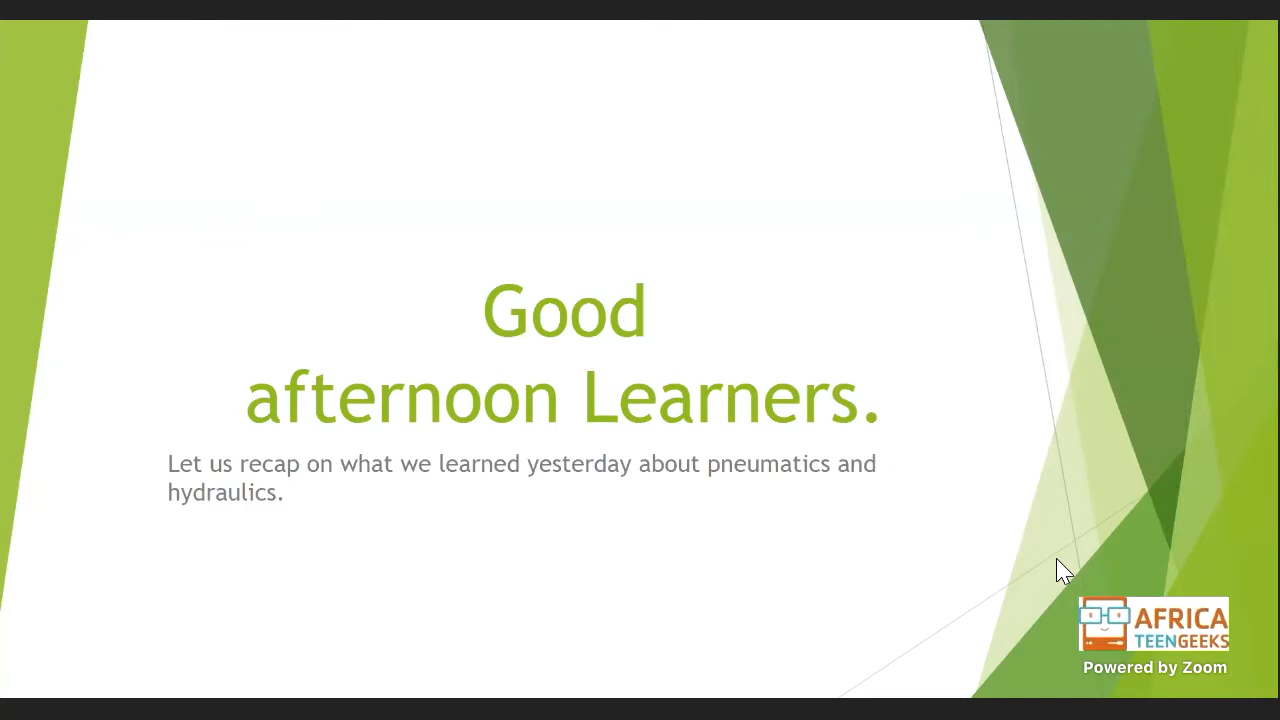 Good
afternoon Learners.
Let us recap on what we learned yesterday about pneumatics and
hydraulics.
AFRICA
TEENGEEKS
Powered by Zoom